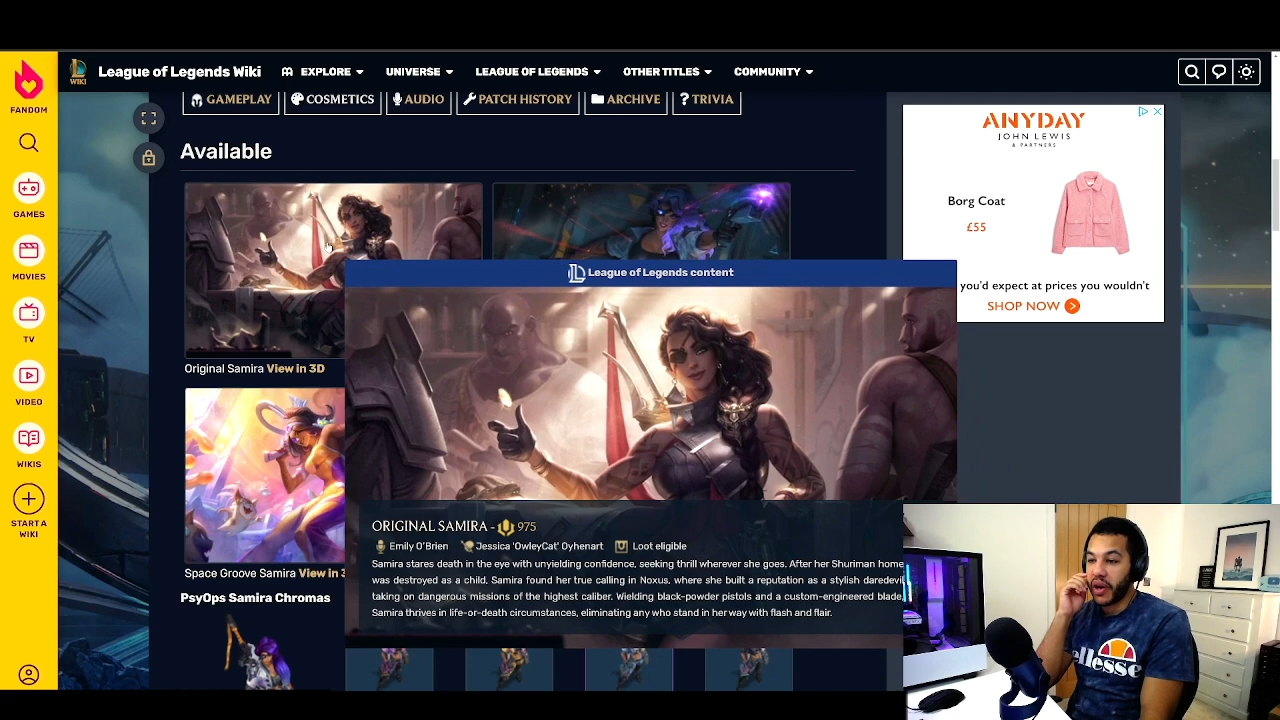 FANDOM
GAMES
MOVIES
TV
VIDEO
WIKIS
START A
WIKI
WIKI
League of Legends Wiki
EXPLORE
UNIVERSE
LEAGUE OF LEGENDS
OTHER TITLES
COMMUNITY
GAMEPLAY
COSMETICS
AUDIO
PATCH HISTORY
ARCHIVE
? TRIVIA
Available
Original Samira View in 3D
Space Groove Samira View in 3
PsyOps Samira Chromas
League of Legends content
ORIGINAL SAMIRA - 975
Emily O'Brien Jessica 'OwleyCat' Oyhenart Loot eligible
Samira stares death in the eye with unyielding confidence, seeking thrill wherever she goes. After her Shuriman home
was destroyed as a child, Samira found her true calling in Noxus, where she built a reputation as a stylish daredevil
taking on dangerous missions of the highest caliber. Wielding black-powder pistols and a custom-engineered blade,
Samira thrives in life-or-death circumstances, eliminating any who stand in her way with flash and flair.
ANYDAY
JOHN LEWIS
& PARTNERS
Borg Coat
£55
you'd expect at prices you wouldn't
SHOP NOW
ellesse